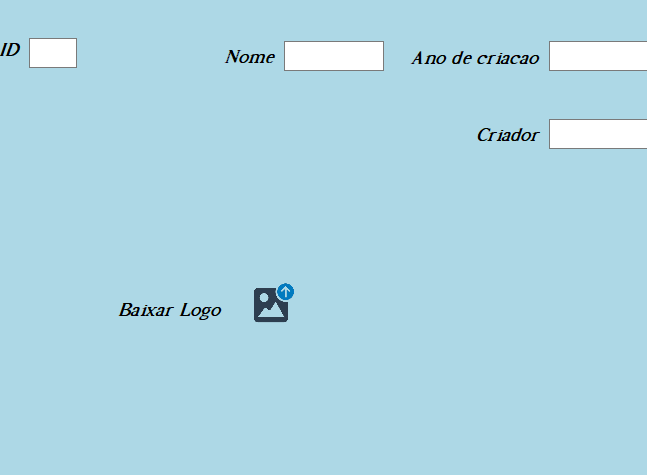 ID
Nome
Ano de criacao
Criador
Baixar Logo